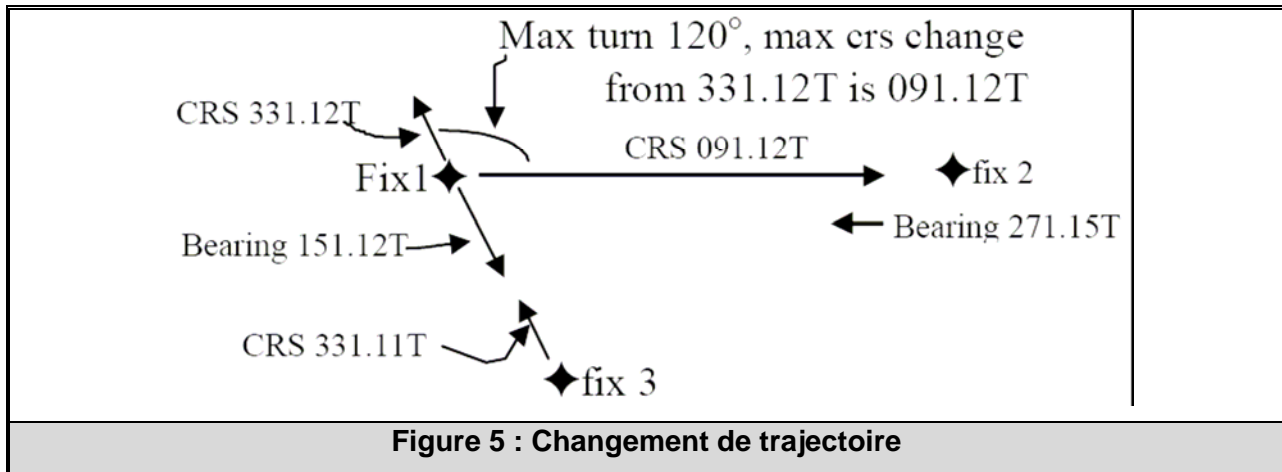 Max turn 120°, max crs change
from 331.12T is 091.12T
CRS 331.12T
CRS 091.12T
Fix1
fix 2
Bearing 271.15T
Bearing 151.12T
CRS 331.11T
fix 3
Figure 5 : Changement de trajectoire